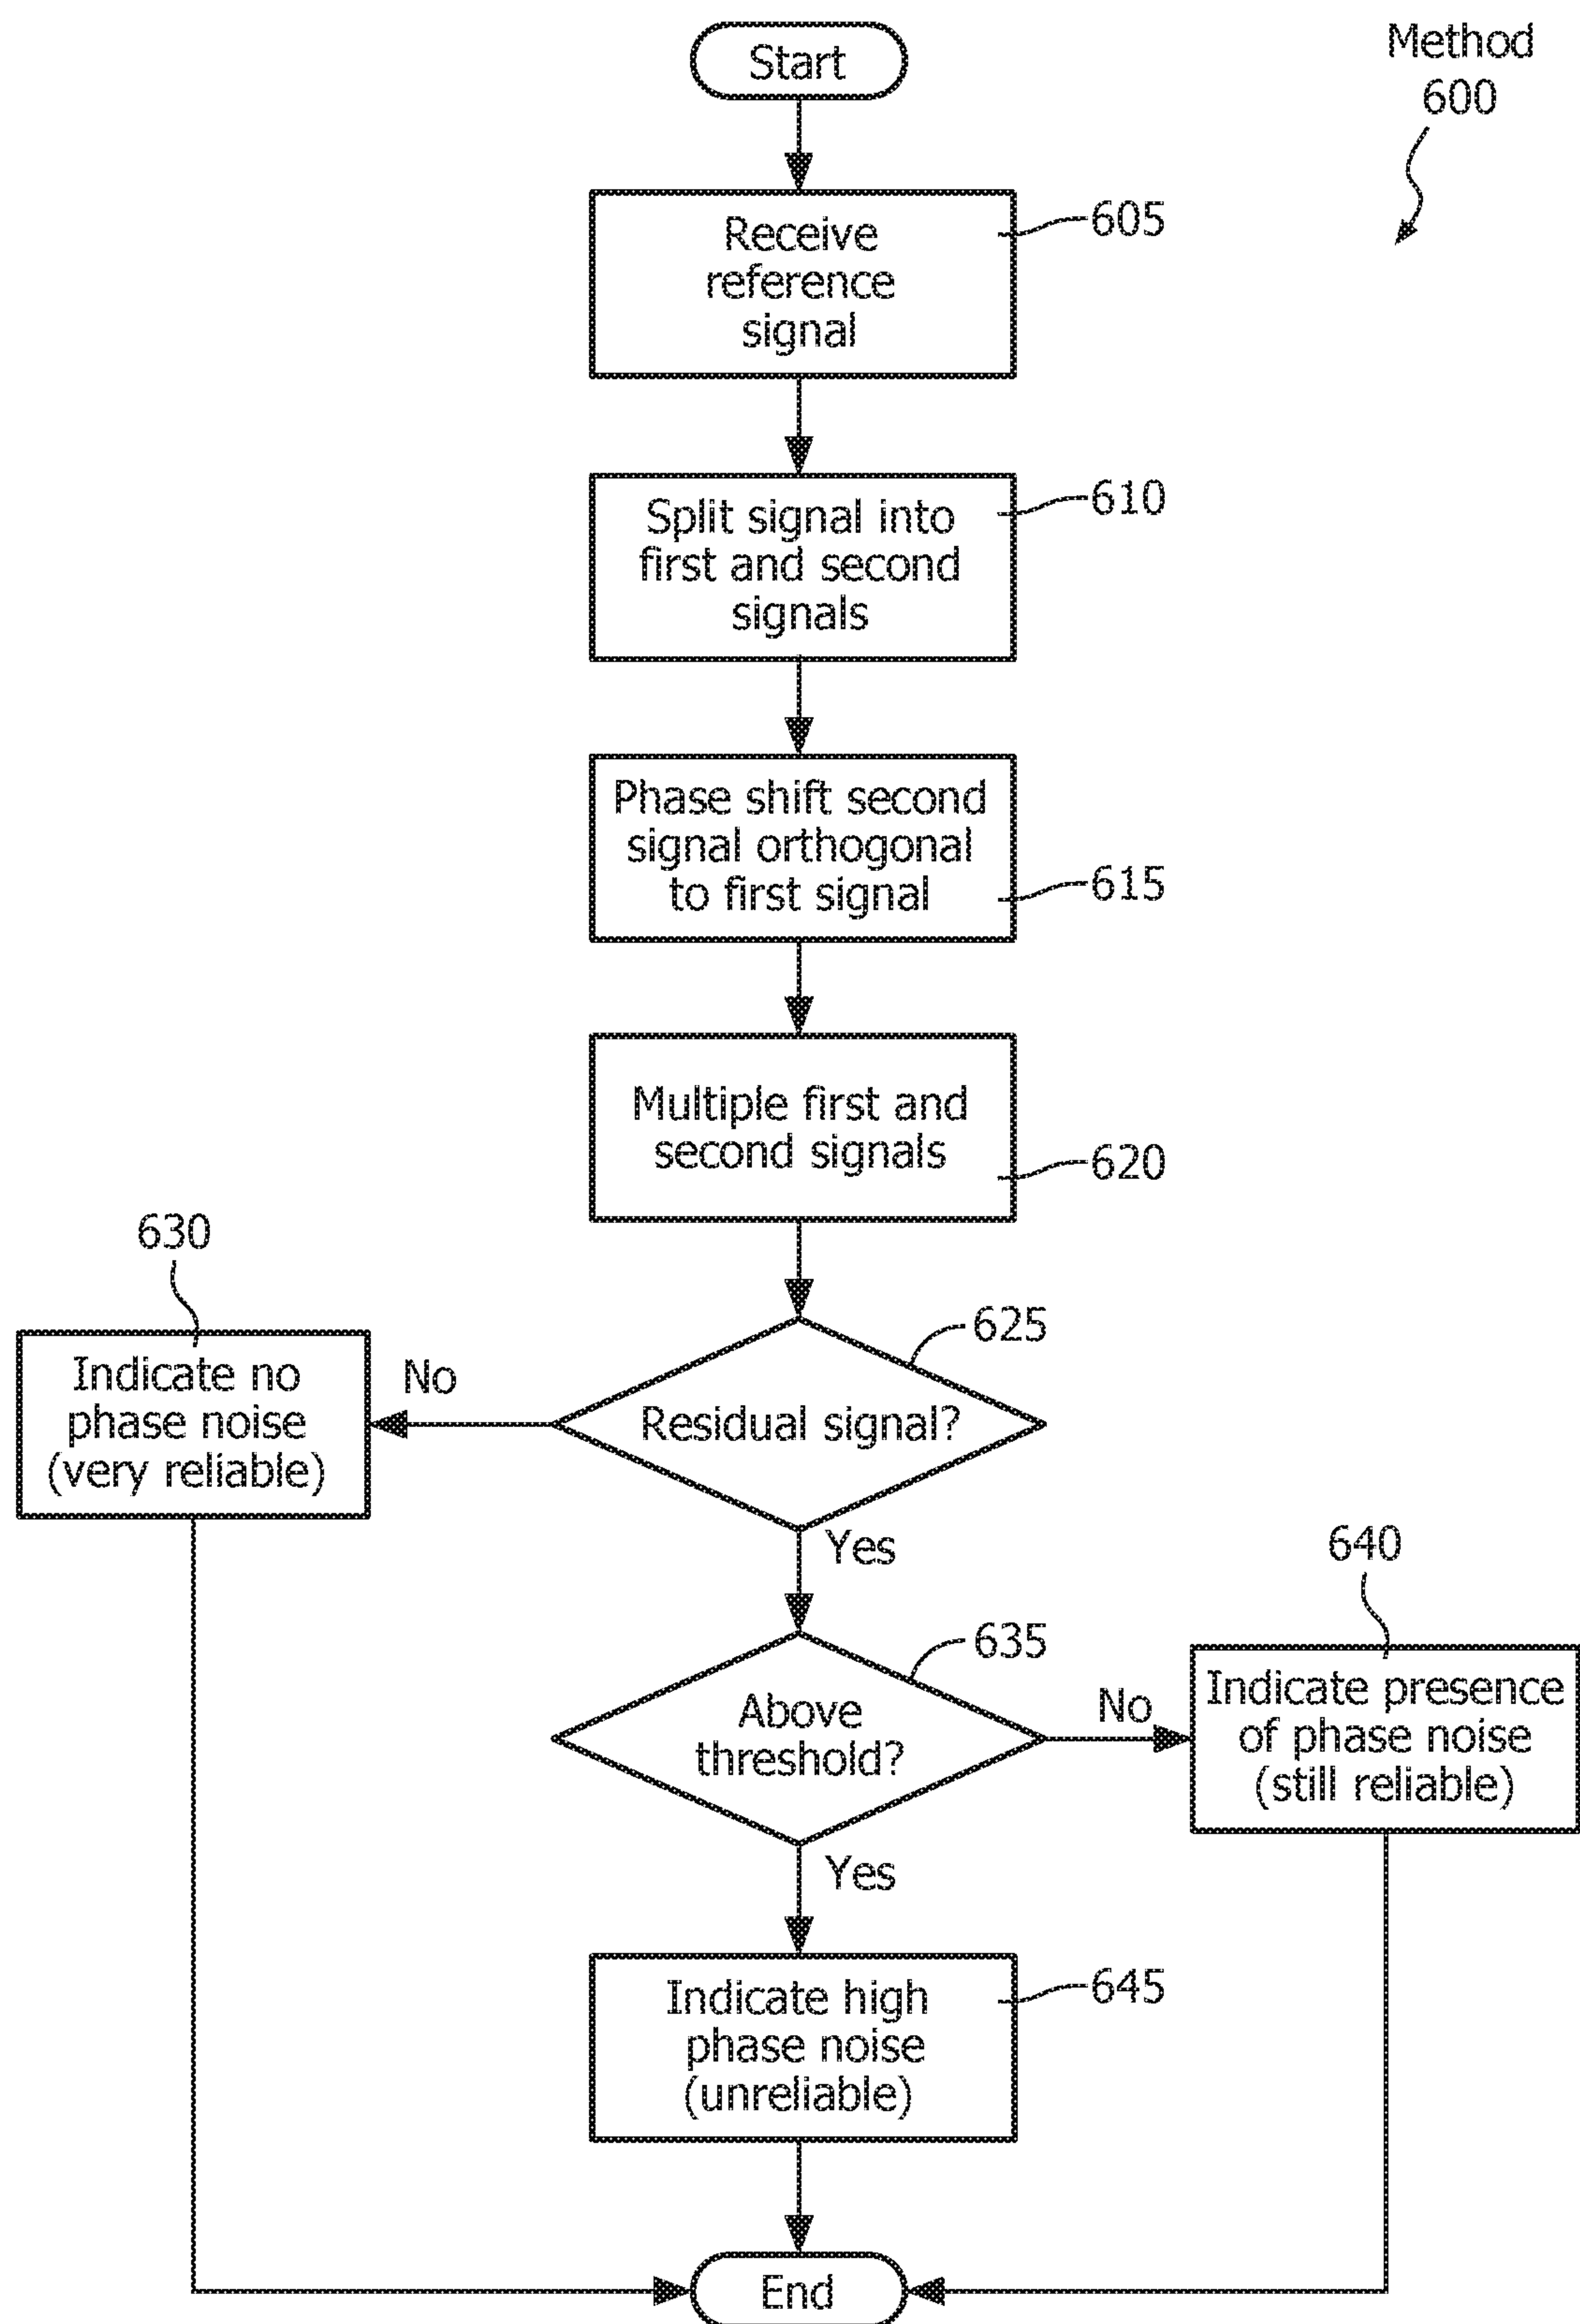 Start
Method
600
Receive
reference
signal
605
Split signal into
first and second
signals
610
Phase shift second
signal orthogonal
to first signal
615
Multiple first and
second signals
620
630
Indicate no
phase noise
(very reliable)
No
Residual signal?
625
Yes
Above
threshold?
635
No
640
Indicate presence
of phase noise
(still reliable)
Yes
Indicate high
phase noise
(unreliable)
645
End